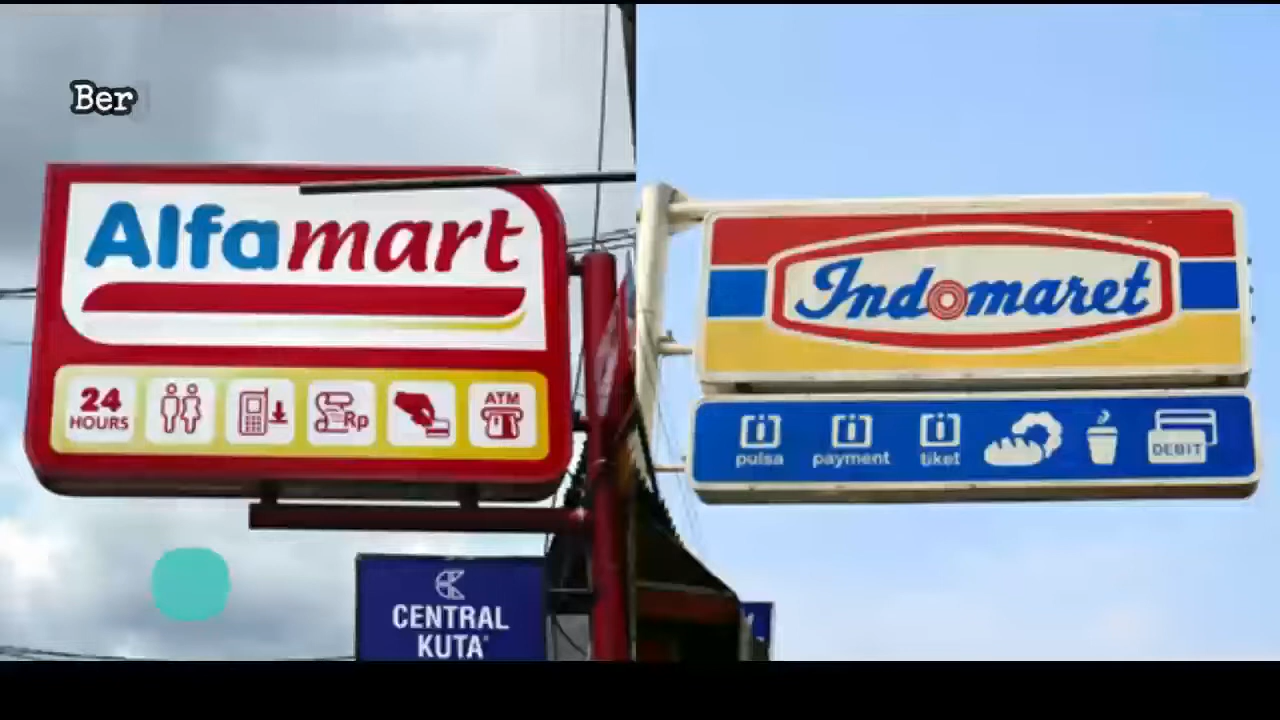 Ber
Alfamart
24
HOURS
Rp
ATM
CENTRAL
KUTA
Indomaret
pulsa
payment
tiket
DEBIT